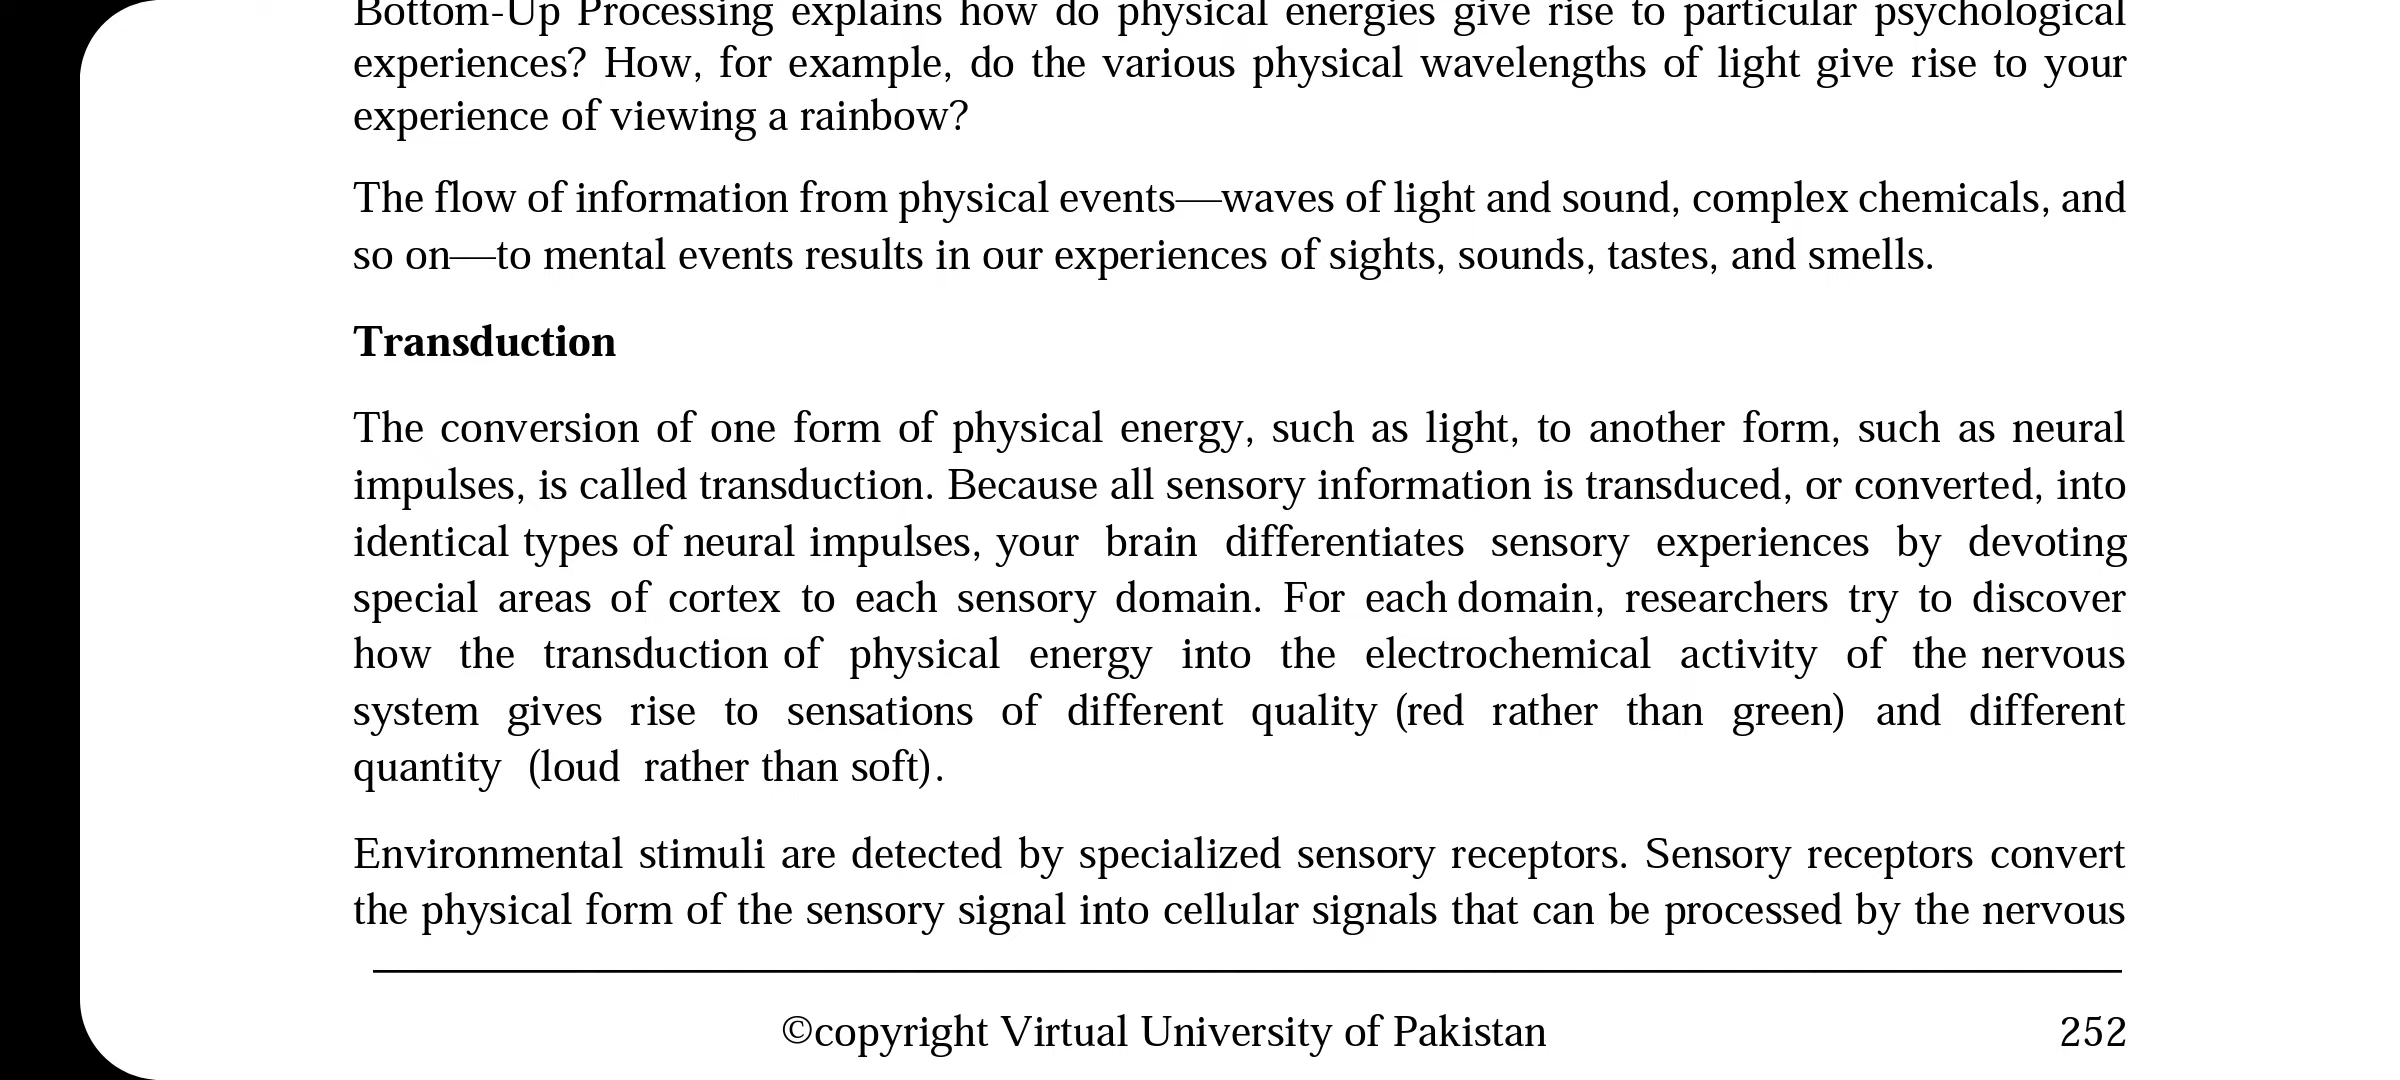 Bottom-Up Processing explains how do physical energies give rise to particular psychological
experiences? How, for example, do the various physical wavelengths of light give rise to your
experience of viewing a rainbow?
The flow of information from physical events—waves of light and sound, complex chemicals, and
so on—to mental events results in our experiences of sights, sounds, tastes, and smells.
Transduction
The conversion of one form of physical energy, such as light, to another form, such as neural
impulses, is called transduction. Because all sensory information is transduced, or converted, into
identical types of neural impulses, your brain differentiates sensory experiences by devoting
special areas of cortex to each sensory domain. For each domain, researchers try to discover
how the transduction of physical energy into the electrochemical activity of the nervous
system gives rise to sensations of different quality (red rather than green) and different
quantity (loud rather than soft).
Environmental stimuli are detected by specialized sensory receptors. Sensory receptors convert
the physical form of the sensory signal into cellular signals that can be processed by the nervous
©copyright Virtual University of Pakistan 252